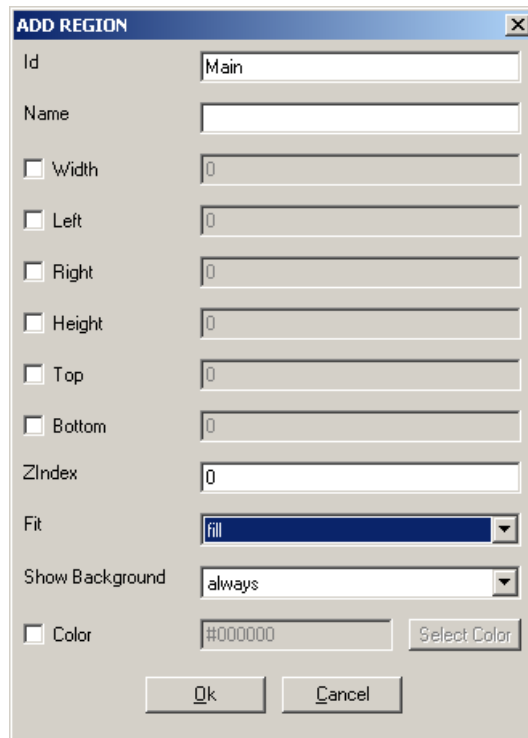 ADD REGION
Id Main
Name
Width 0
Left 0
Right 0
Height 0
Top 0
Bottom 0
ZIndex 0
Fit fill
Show Background always
Color #000000 Select Color
Ok Cancel